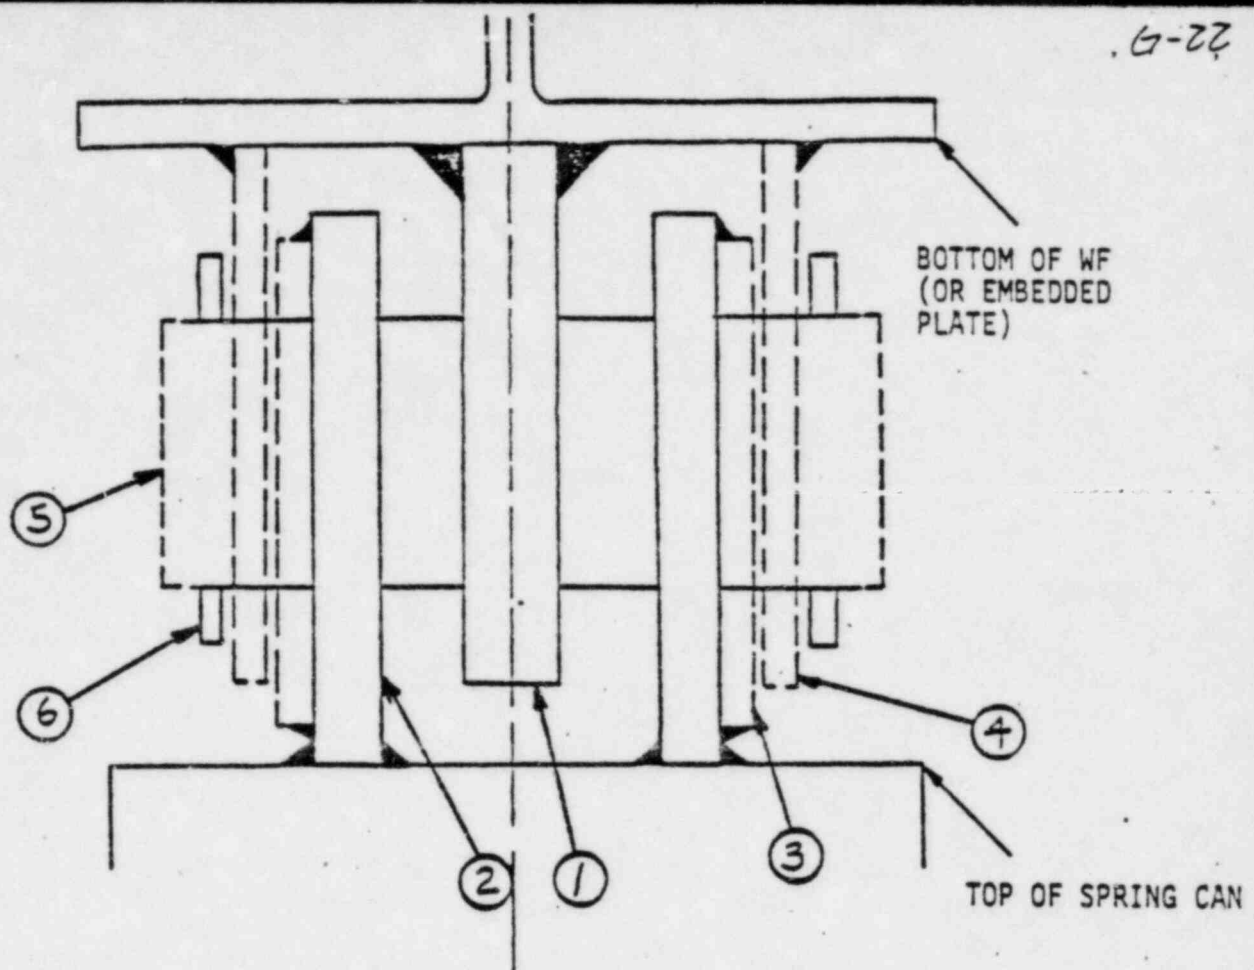 22-G.
BOTTOM OF WF
(OR EMBEDDED
PLATE)
5
6
4
3
2
1
TOP OF SPRING CAN